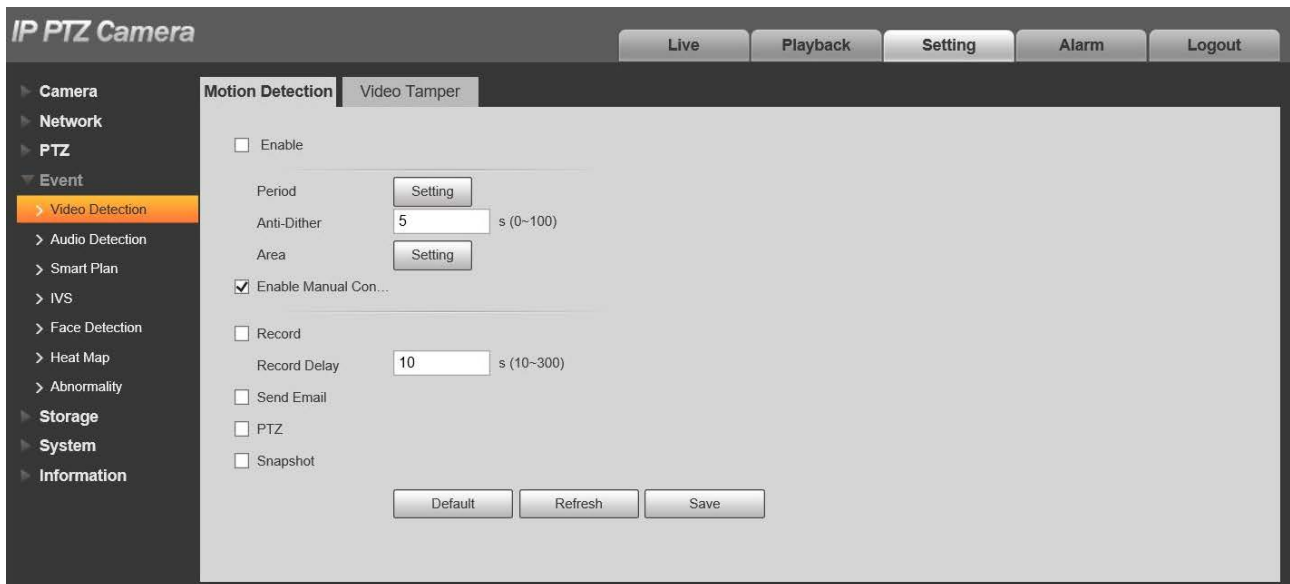 IP PTZ Camera
Live Playback Setting Alarm Logout
Camera
Network
PTZ
Event
Video Detection
Audio Detection
Smart Plan
IVS
Face Detection
Heat Map
Abnormality
Storage
System
Information
Motion Detection Video Tamper
Enable
Period Setting
Anti-Dither 5 s (0~100)
Area Setting
Enable Manual Con...
Record
Record Delay 10 s (10~300)
Send Email
PTZ
Snapshot
Default Refresh Save